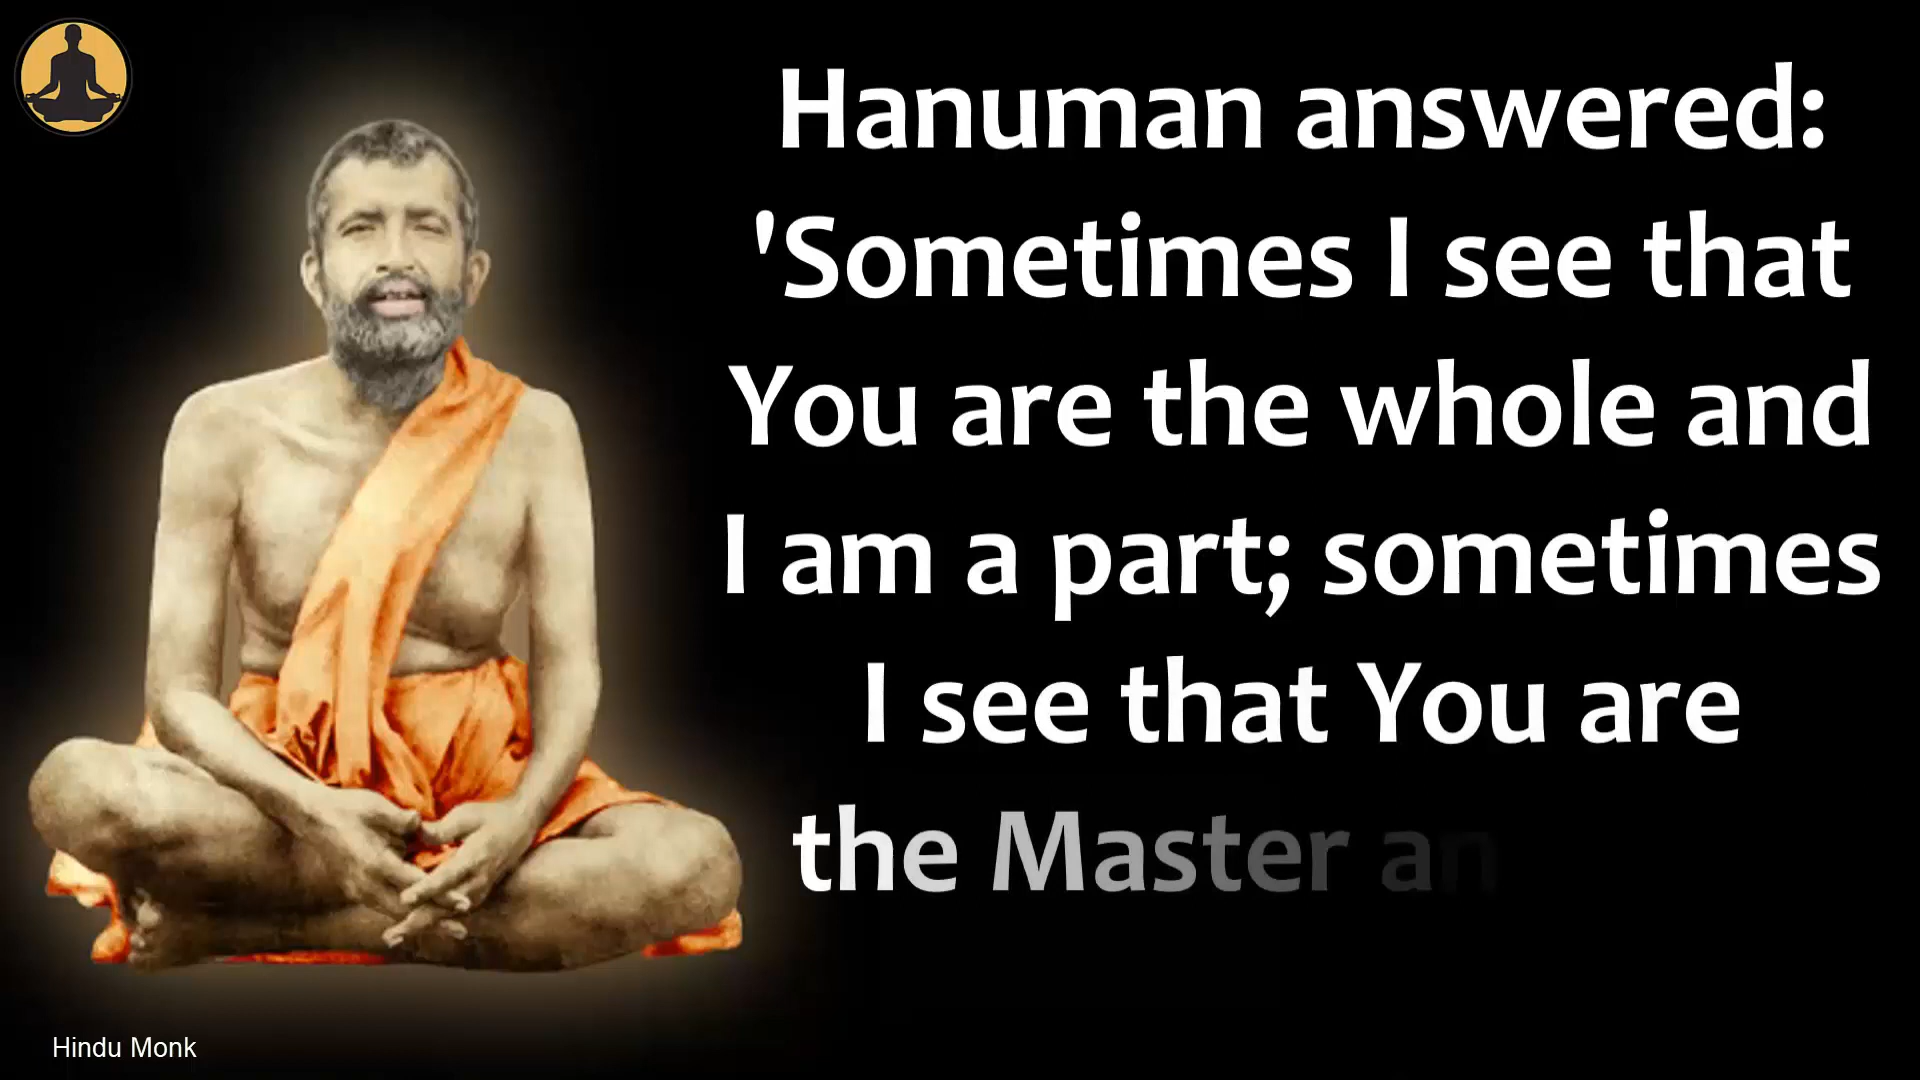 Hanuman answered:
'Sometimes I see that
You are the whole and
I am a part; sometimes
I see that You are
the Master an
Hindu Monk